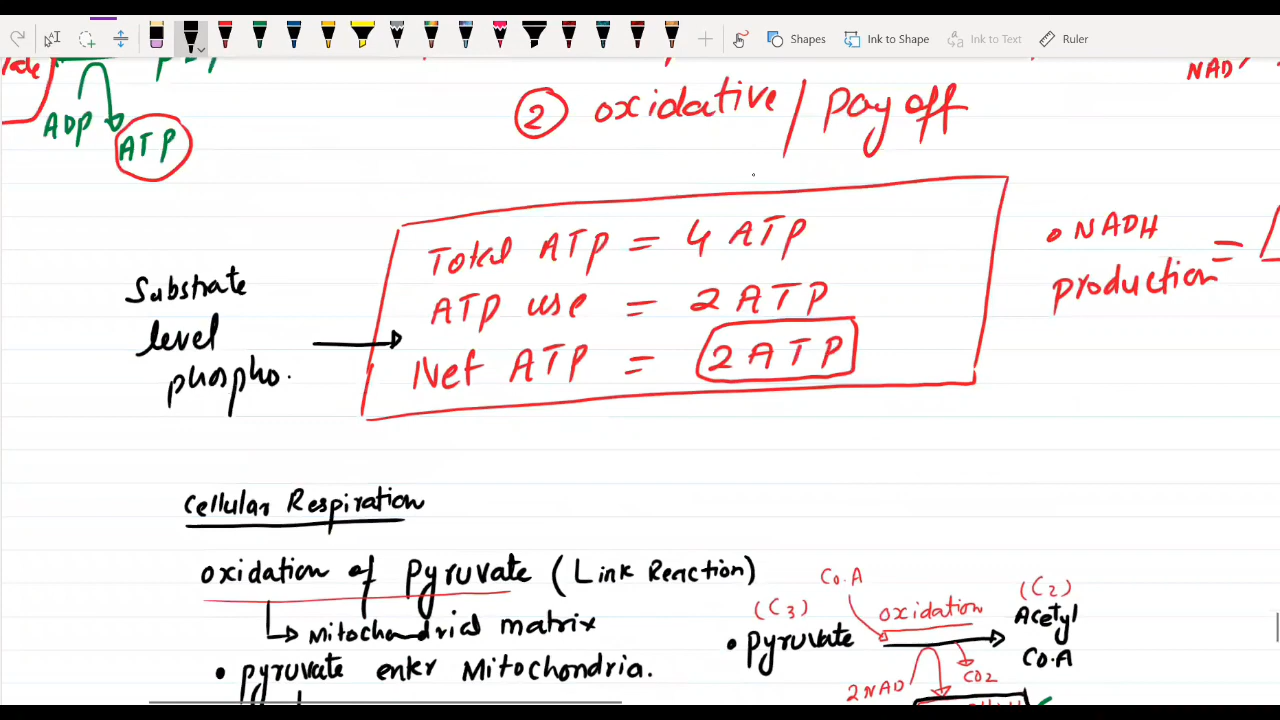 Shapes
Ink to Shape
Ink to Text
Ruler
ADP
ATP
NAD
② oxidative / Pay off
Total ATP = 4 ATP
ATP use = 2 ATP
Net ATP = 2 ATP
Substrate
level
phospho.
• NADH
production =
Cellular Respiration
oxidation of Pyruvate (Link Reaction)
Mitochondrial matrix
• pyruvate enter Mitochondria.
Co.A
(C3)
oxidation
(C2)
• pyruvate
Acetyl
Co.A
2NAD
CO2